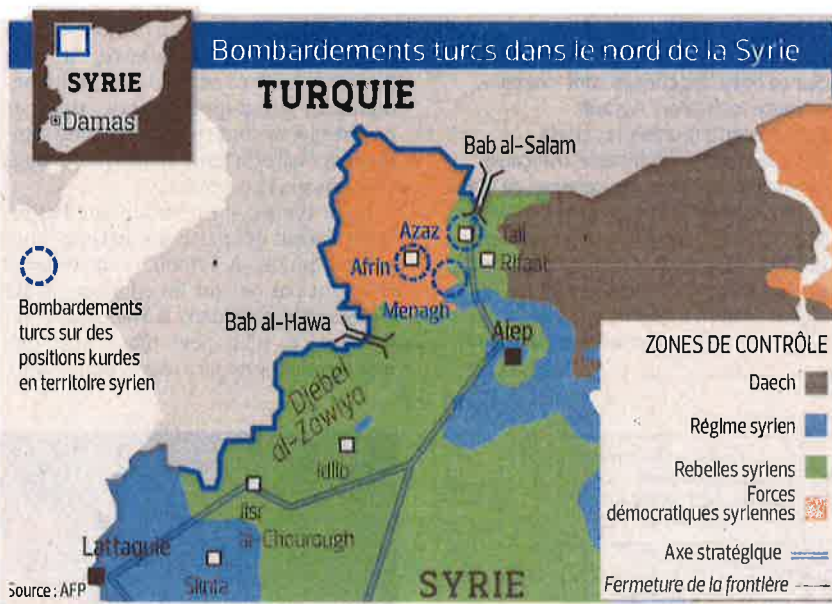 Bombardements turcs dans le nord de la Syrie
SYRIE
Damas
TURQUIE
Bab al-Salam
Azaz
Tall
Rifaat
Afrin
Menagh
Bombardements
turcs sur des
positions kurdes
en territoire syrien
Bab al-Hawa
Alep
Djebel
al-Zawiya
Idlib
Jisr
al-Chourough
Lattaquié
Slinfa
SYRIE
Source : AFP
ZONES DE CONTRÔLE
Daech
Régime syrien
Rebelles syriens
Forces
démocratiques syriennes
Axe stratégique
Fermeture de la frontière